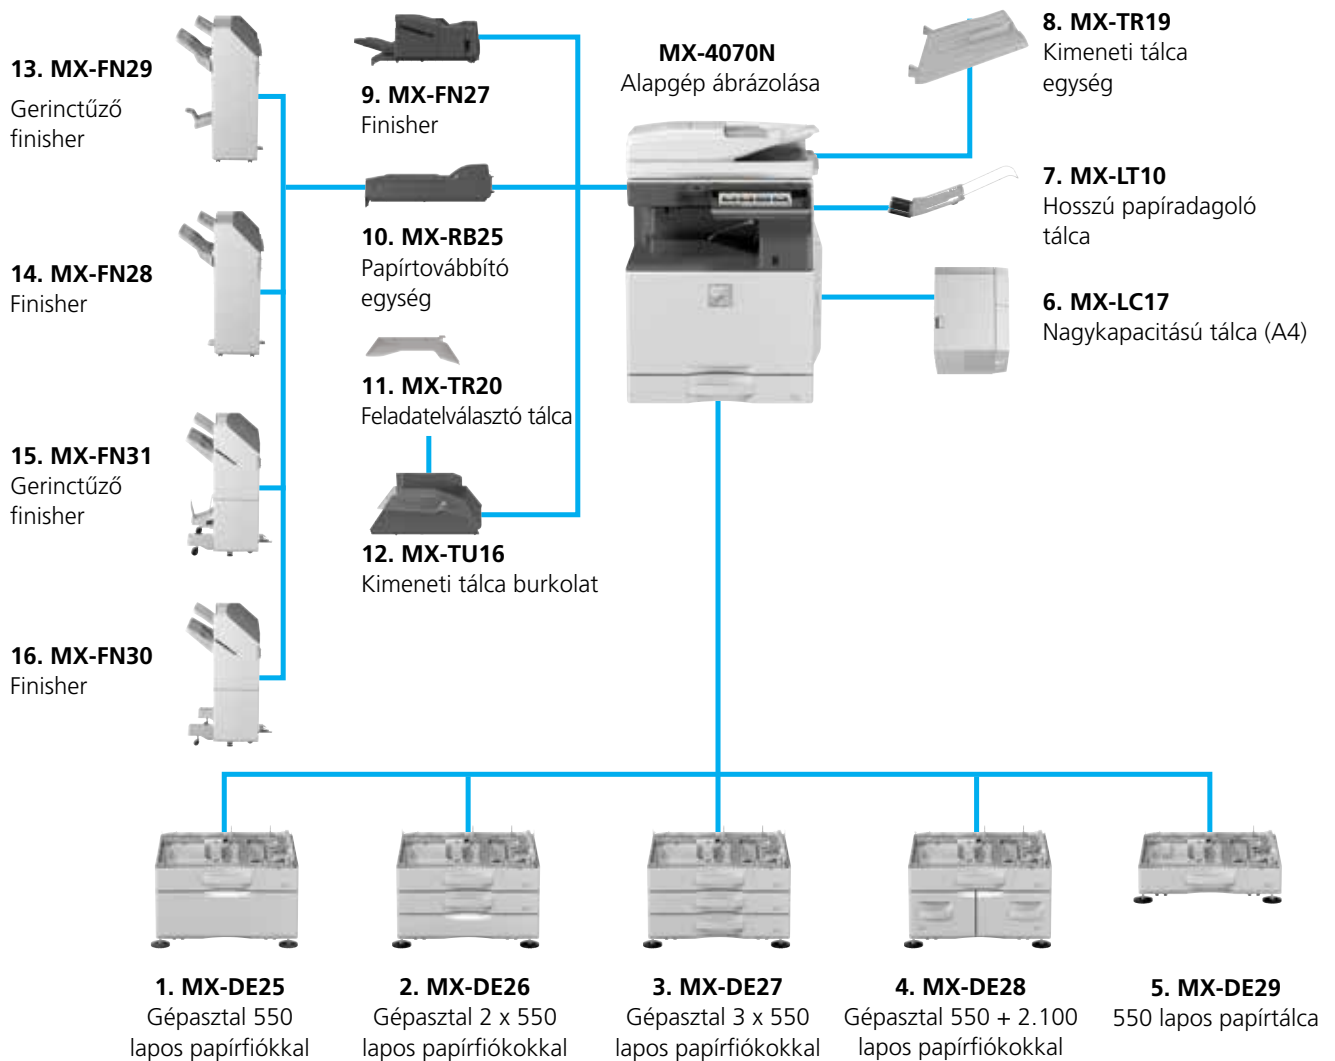 13. MX-FN29
Gerinctűző
finisher
14. MX-FN28
Finisher
15. MX-FN31
Gerinctűző
finisher
16. MX-FN30
Finisher
9. MX-FN27
Finisher
10. MX-RB25
Papírtovábbító
egység
11. MX-TR20
Feladatelválasztó tálca
12. MX-TU16
Kimeneti tálca burkolat
MX-4070N
Alapgép ábrázolása
8. MX-TR19
Kimeneti tálca
egység
7. MX-LT10
Hosszú papíradagoló
tálca
6. MX-LC17
Nagykapacitású tálca (A4)
1. MX-DE25
Gépasztal 550
lapos papírfiókkal
2. MX-DE26
Gépasztal 2 x 550
lapos papírfiókokkal
3. MX-DE27
Gépasztal 3 x 550
lapos papírfiókokkal
4. MX-DE28
Gépasztal 550 + 2.100
lapos papírfiókokkal
5. MX-DE29
550 lapos papírtálca